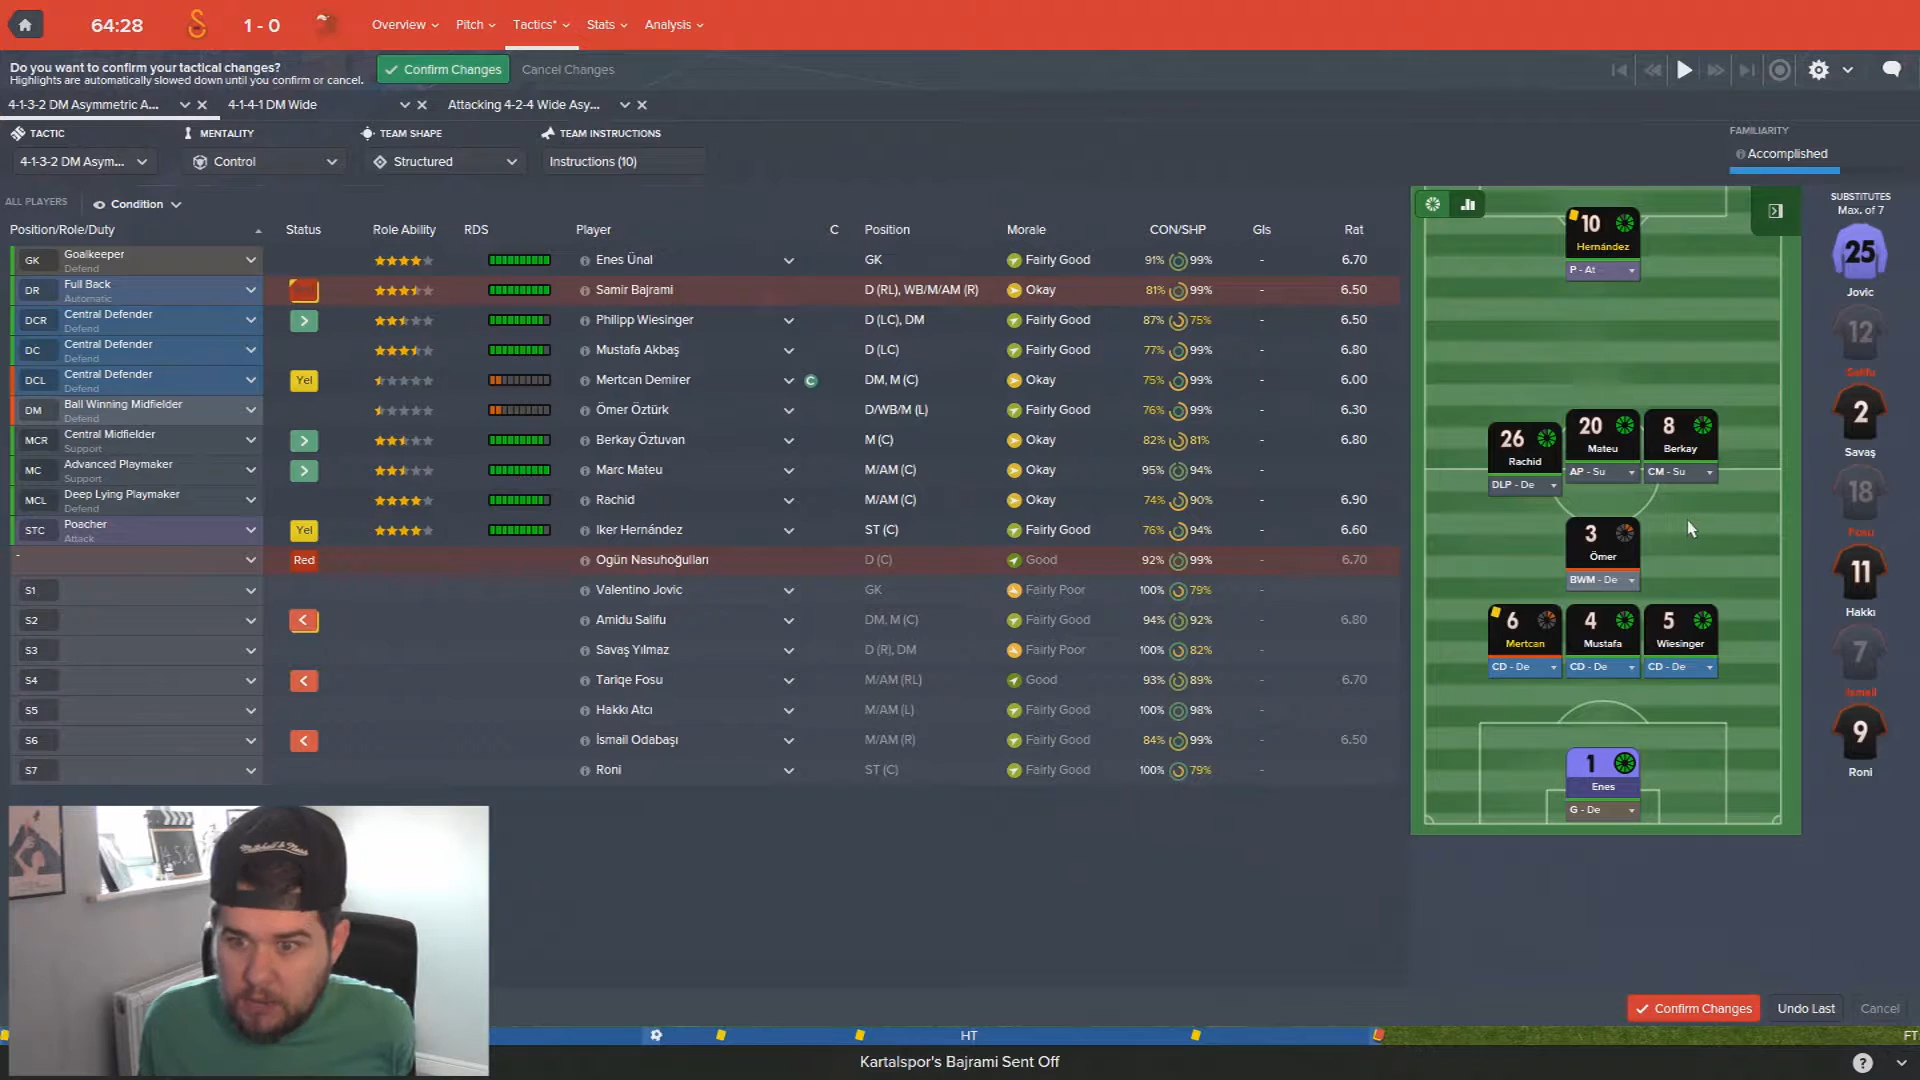 64:28
1 - 0
Overview
Pitch
Tactics*
Stats
Analysis
Do you want to confirm your tactical changes?
Highlights are automatically slowed down until you confirm or cancel.
Confirm Changes
Cancel Changes
4-1-3-2 DM Asymmetric A...
4-1-4-1 DM Wide
Attacking 4-2-4 Wide Asy...
TACTIC
MENTALITY
TEAM SHAPE
TEAM INSTRUCTIONS
4-1-3-2 DM Asym...
Control
Structured
Instructions (10)
FAMILIARITY
Accomplished
ALL PLAYERS
Condition
Position/Role/Duty
Status
Role Ability
RDS
Player
C
Position
Morale
CON/SHP
Gls
Rat
GK Goalkeeper Defend Enes Ünal GK Fairly Good 91% 99% - 6.70
DR Full Back Automatic Samir Bajrami D (RL), WB/M/AM (R) Okay 81% 99% - 6.50
DCR Central Defender Defend Philipp Wiesinger D (LC), DM Fairly Good 87% 75% - 6.50
DC Central Defender Defend Mustafa Akbaş D (LC) Fairly Good 77% 99% - 6.80
DCL Central Defender Defend Yel Mertcan Demirer C DM, M (C) Okay 75% 99% - 6.00
DM Ball Winning Midfielder Defend Ömer Öztürk D/WB/M (L) Fairly Good 76% 99% - 6.30
MCR Central Midfielder Support Berkay Öztuvan M (C) Okay 82% 81% - 6.80
MC Advanced Playmaker Support Marc Mateu M/AM (C) Okay 95% 94% -
MCL Deep Lying Playmaker Defend Rachid M/AM (C) Okay 74% 90% - 6.90
STC Poacher Attack Yel Iker Hernández ST (C) Fairly Good 76% 94% - 6.60
- Red Ogün Nasuhoğulları D (C) Good 92% 99% - 6.70
S1 Valentino Jovic GK Fairly Poor 100% 79% -
S2 Amidu Salifu DM, M (C) Fairly Good 94% 92% - 6.80
S3 Savaş Yılmaz D (R), DM Fairly Poor 100% 82% -
S4 Tariqe Fosu M/AM (RL) Good 93% 89% - 6.70
S5 Hakkı Atcı M/AM (L) Fairly Good 100% 98% -
S6 İsmail Odabaşı M/AM (R) Fairly Good 84% 99% - 6.50
S7 Roni ST (C) Fairly Good 100% 79% -
10
Hernández
P - At
26
Rachid
DLP - De
20
Mateu
AP - Su
8
Berkay
CM - Su
3
Ömer
BWM - De
6
Mertcan
CD - De
4
Mustafa
CD - De
5
Wiesinger
CD - De
1
Enes
G - De
SUBSTITUTES
Max. of 7
25
Jovic
12
Salifu
2
Savaş
18
Fosu
11
Hakkı
7
Ismail
9
Roni
Confirm Changes
Undo Last
Cancel
HT
FT
Kartalspor's Bajrami Sent Off
?